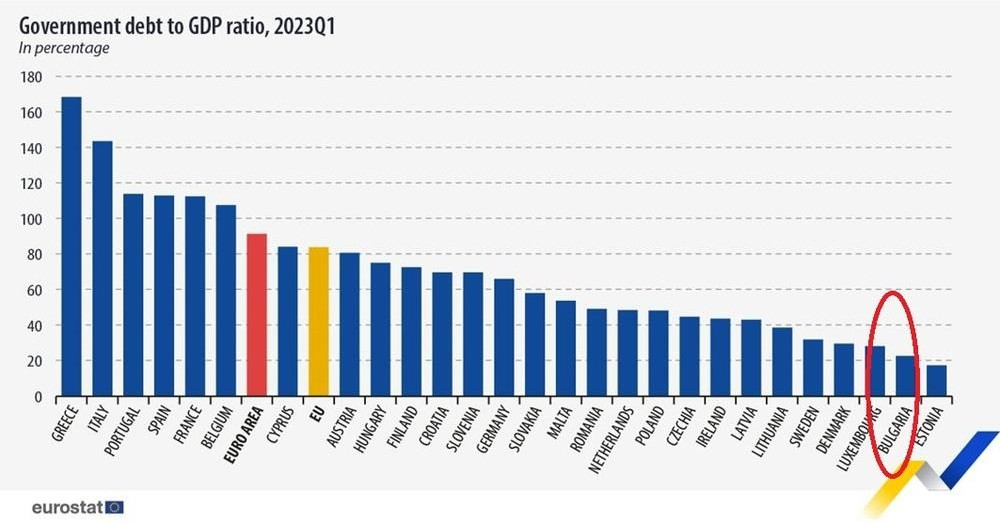 Government debt to GDP ratio, 2023Q1
In percentage
180
160
140
120
100
80
60
40
20
0
GREECE
ITALY
PORTUGAL
SPAIN
FRANCE
BELGIUM
EURO AREA
CYPRUS
EU
AUSTRIA
HUNGARY
FINLAND
CROATIA
SLOVENIA
GERMANY
SLOVAKIA
MALTA
ROMANIA
NETHERLANDS
POLAND
CZECHIA
IRELAND
LATVIA
LITHUANIA
SWEDEN
DENMARK
LUXEMBOURG
BULGARIA
ESTONIA
eurostat